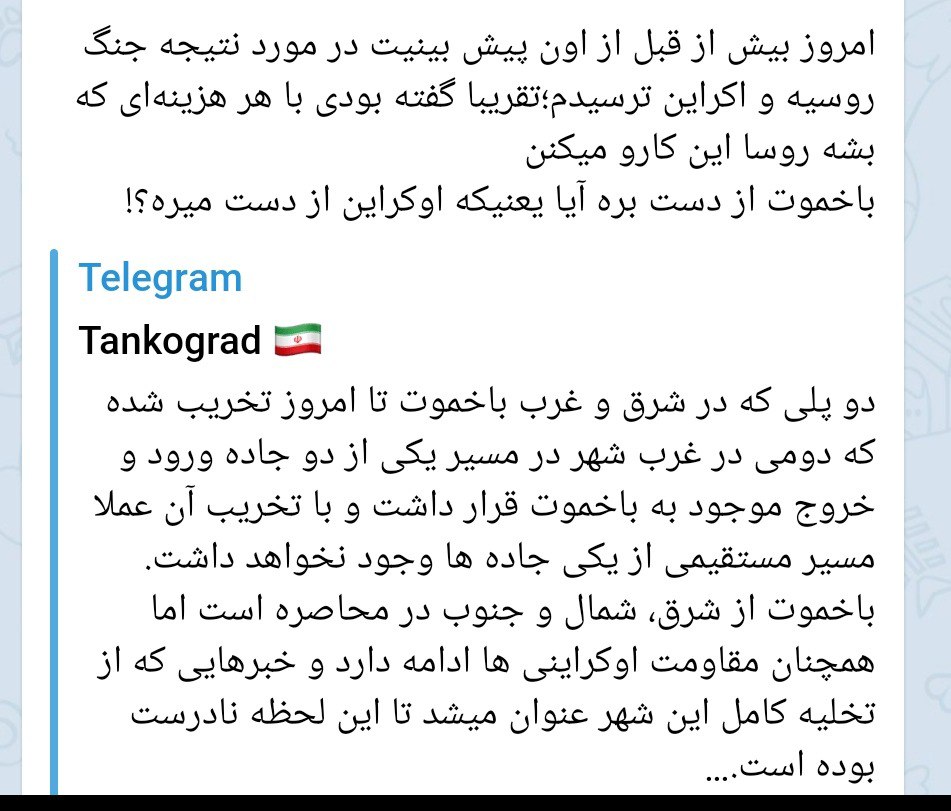 امروز بیش از قبل از اون پیش بینیت در مورد نتیجه جنگ
روسیه و اکراین ترسیدم؛تقریبا گفته بودی با هر هزینه‌ای که
بشه روسا این کارو میکنن
باخموت از دست بره آیا یعنیکه اوکراین از دست میره؟!
Telegram
Tankograd 🇮🇷
دو پلی که در شرق و غرب باخموت تا امروز تخریب شده
که دومی در غرب شهر در مسیر یکی از دو جاده ورود و
خروج موجود به باخموت قرار داشت و با تخریب آن عملا
مسیر مستقیمی از یکی جاده ها وجود نخواهد داشت.
باخموت از شرق، شمال و جنوب در محاصره است اما
همچنان مقاومت اوکراینی ها ادامه دارد و خبرهایی که از
تخلیه کامل این شهر عنوان میشد تا این لحظه نادرست
بوده است....